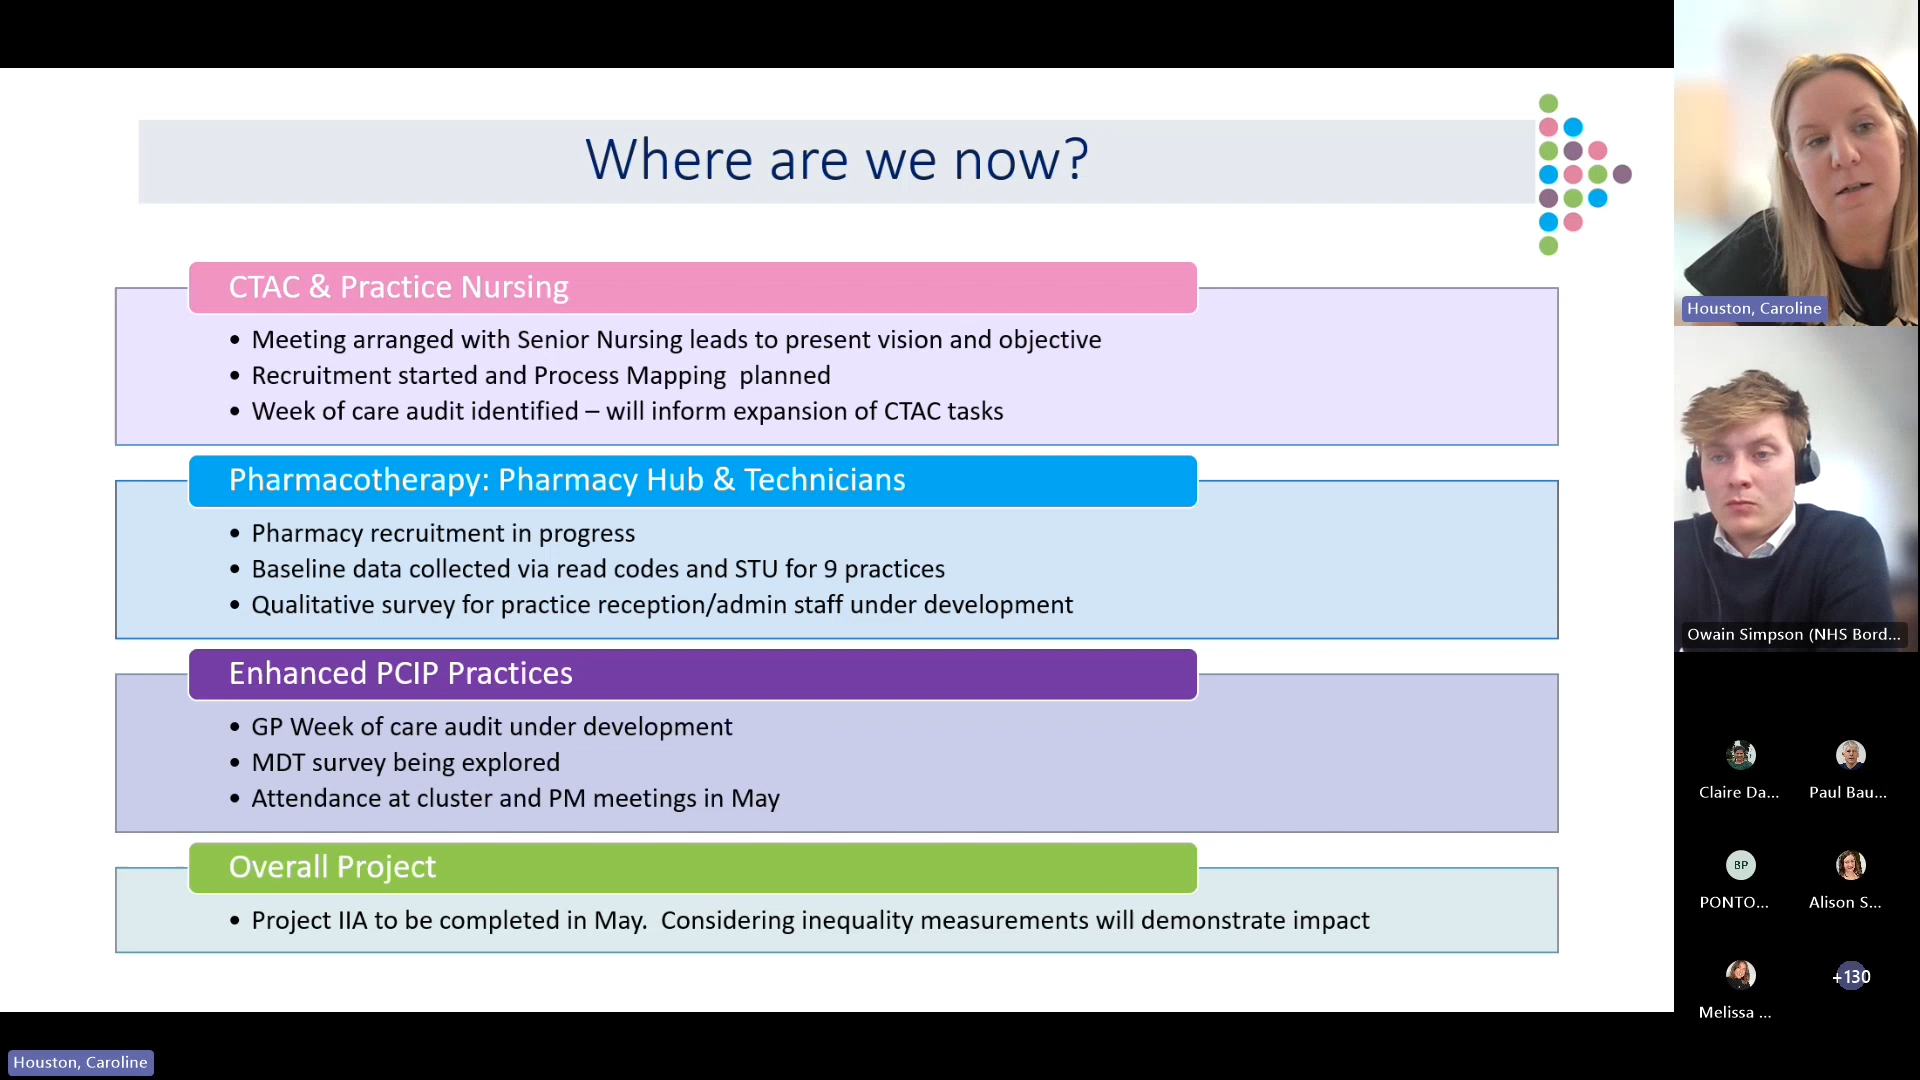 Where are we now?
CTAC & Practice Nursing
• Meeting arranged with Senior Nursing leads to present vision and objective
• Recruitment started and Process Mapping planned
• Week of care audit identified – will inform expansion of CTAC tasks
Pharmacotherapy: Pharmacy Hub & Technicians
• Pharmacy recruitment in progress
• Baseline data collected via read codes and STU for 9 practices
• Qualitative survey for practice reception/admin staff under development
Enhanced PCIP Practices
• GP Week of care audit under development
• MDT survey being explored
• Attendance at cluster and PM meetings in May
Overall Project
• Project IIA to be completed in May. Considering inequality measurements will demonstrate impact
Houston, Caroline
Owain Simpson (NHS Bord...
Claire Da...
Paul Bau...
BP
PONTO...
Alison S...
Melissa ...
+130
Houston, Caroline